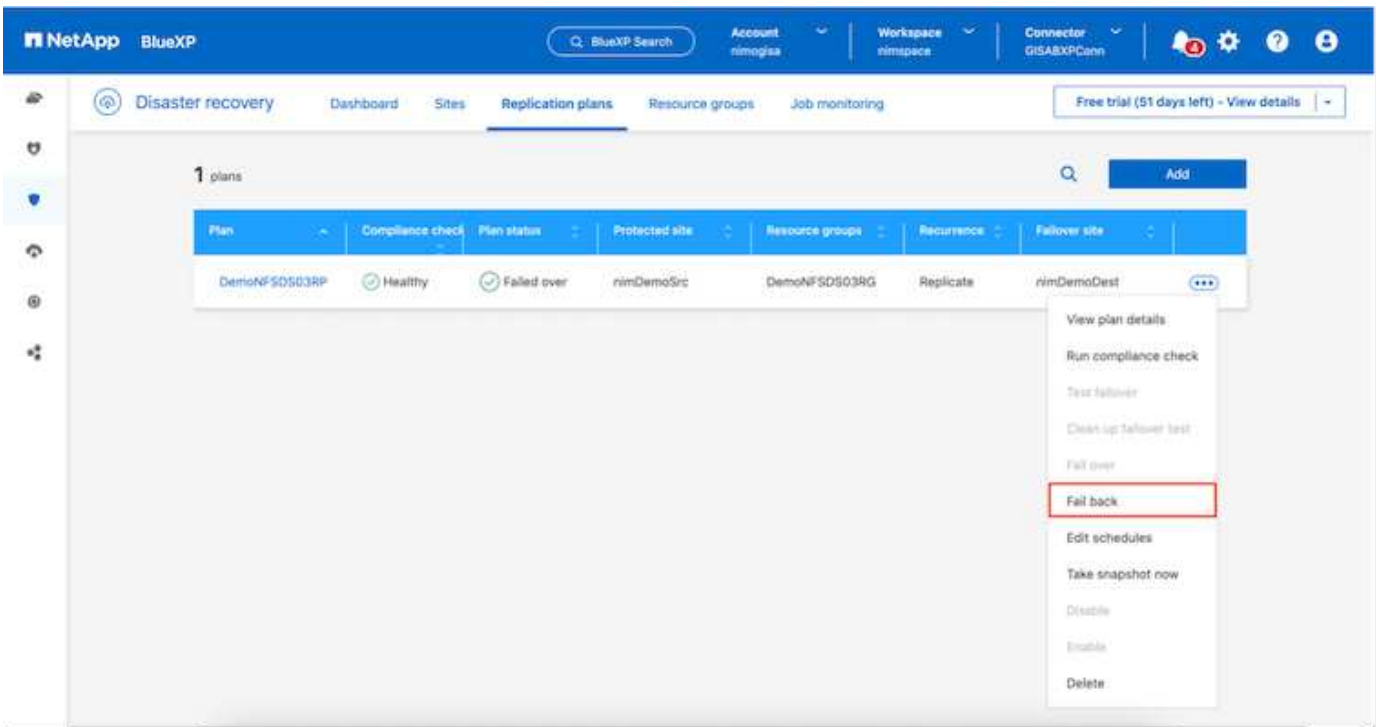 NetApp BlueXP
BlueXP Search
Account
nimogisa
Workspace
nimspace
Connector
GISABXPConn
4
Disaster recovery
Dashboard
Sites
Replication plans
Resource groups
Job monitoring
Free trial (51 days left) - View details
1 plans
Add
Plan
Compliance check
Plan status
Protected site
Resource groups
Recurrence
Failover site
DemoNFSDS03RP
Healthy
Failed over
nimDemoSrc
DemoNFSDS03RG
Replicate
nimDemoDest
View plan details
Run compliance check
Test failover
Clean up failover test
Fail over
Fail back
Edit schedules
Take snapshot now
Disable
Enable
Delete